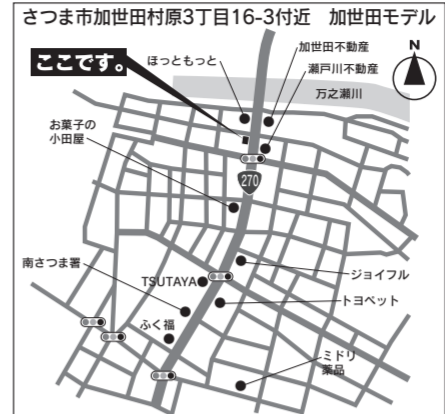 さつま市加世田村原3丁目16-3付近　加世田モデル
ここです。
ほっともっと
加世田不動産
瀬戸川不動産
N
万之瀬川
お菓子の
小田屋
270
南さつま署
TSUTAYA
ジョイフル
トヨペット
ふく福
ミドリ
薬品